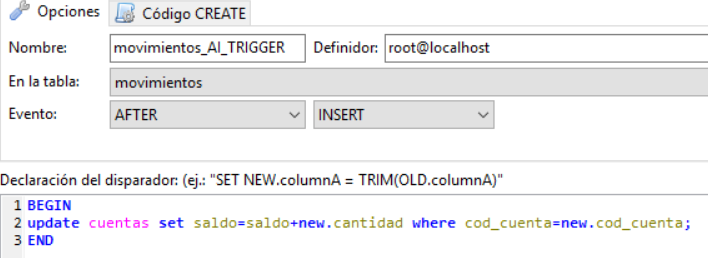 Opciones Código CREATE
Nombre: movimientos_AI_TRIGGER Definidor: root@localhost
En la tabla: movimientos
Evento: AFTER INSERT
Declaración del disparador: (ej.: "SET NEW.columnA = TRIM(OLD.columnA)"
1 BEGIN
2 update cuentas set saldo=saldo+new.cantidad where cod_cuenta=new.cod_cuenta;
3 END